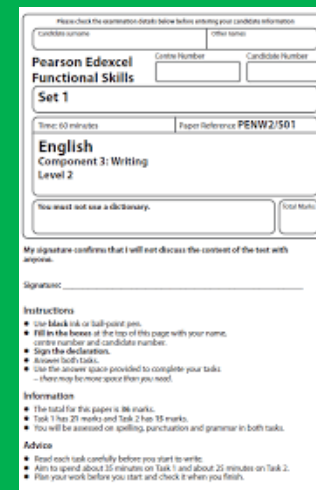 Please check the examination details below before entering your candidate information
Candidate surname
Other names
Pearson Edexcel
Functional Skills
Centre Number
Candidate Number
Set 1
Time: 60 minutes
Paper Reference PENW2/S01
English
Component 3: Writing
Level 2
You must not use a dictionary.
Total Marks
My signature confirms that I will not discuss the content of the test with
anyone.
Signature:
Instructions
● Use black ink or ball-point pen.
● Fill in the boxes at the top of this page with your name,
centre number and candidate number.
● Sign the declaration.
● Answer both tasks.
● Use the answer space provided to complete your tasks
– there may be more space than you need.
Information
● The total for this paper is 36 marks.
● Task 1 has 21 marks and Task 2 has 15 marks.
● You will be assessed on spelling, punctuation and grammar in both tasks.
Advice
● Read each task carefully before you start to write.
● Aim to spend about 35 minutes on Task 1 and about 25 minutes on Task 2.
● Plan your work before you start and check it when you finish.